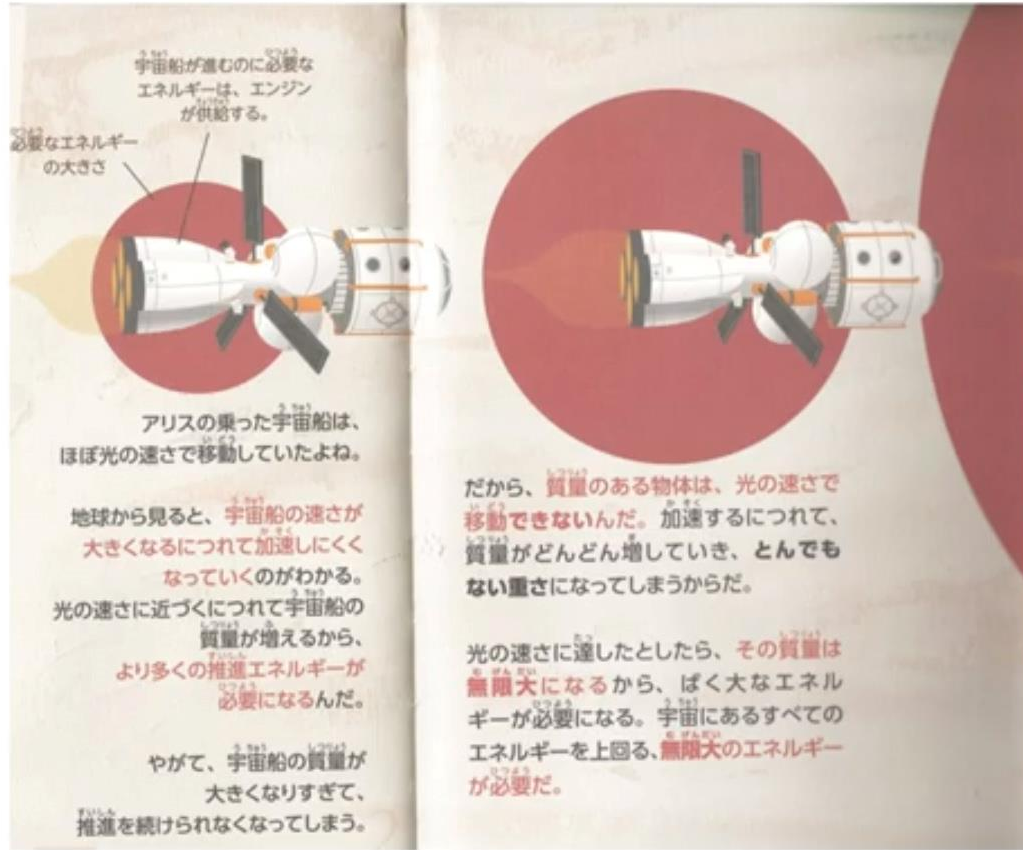 宇宙船が進むのに必要な
エネルギーは、エンジン
が供給する。
必要なエネルギー
の大きさ
アリスの乗った宇宙船は、
ほぼ光の速さで移動していたよね。
地球から見ると、宇宙船の速さが
大きくなるにつれて加速しにくく
なっていくのがわかる。
光の速さに近づくにつれて宇宙船の
質量が増えるから、
より多くの推進エネルギーが
必要になるんだ。
やがて、宇宙船の質量が
大きくなりすぎて、
推進を続けられなくなってしまう。
だから、質量のある物体は、光の速さで
移動できないんだ。加速するにつれて、
質量がどんどん増していき、とんでも
ない重さになってしまうからだ。
光の速さに達したとしたら、その質量は
無限大になるから、ばく大なエネル
ギーが必要になる。宇宙にあるすべての
エネルギーを上回る、無限大のエネルギー
が必要だ。